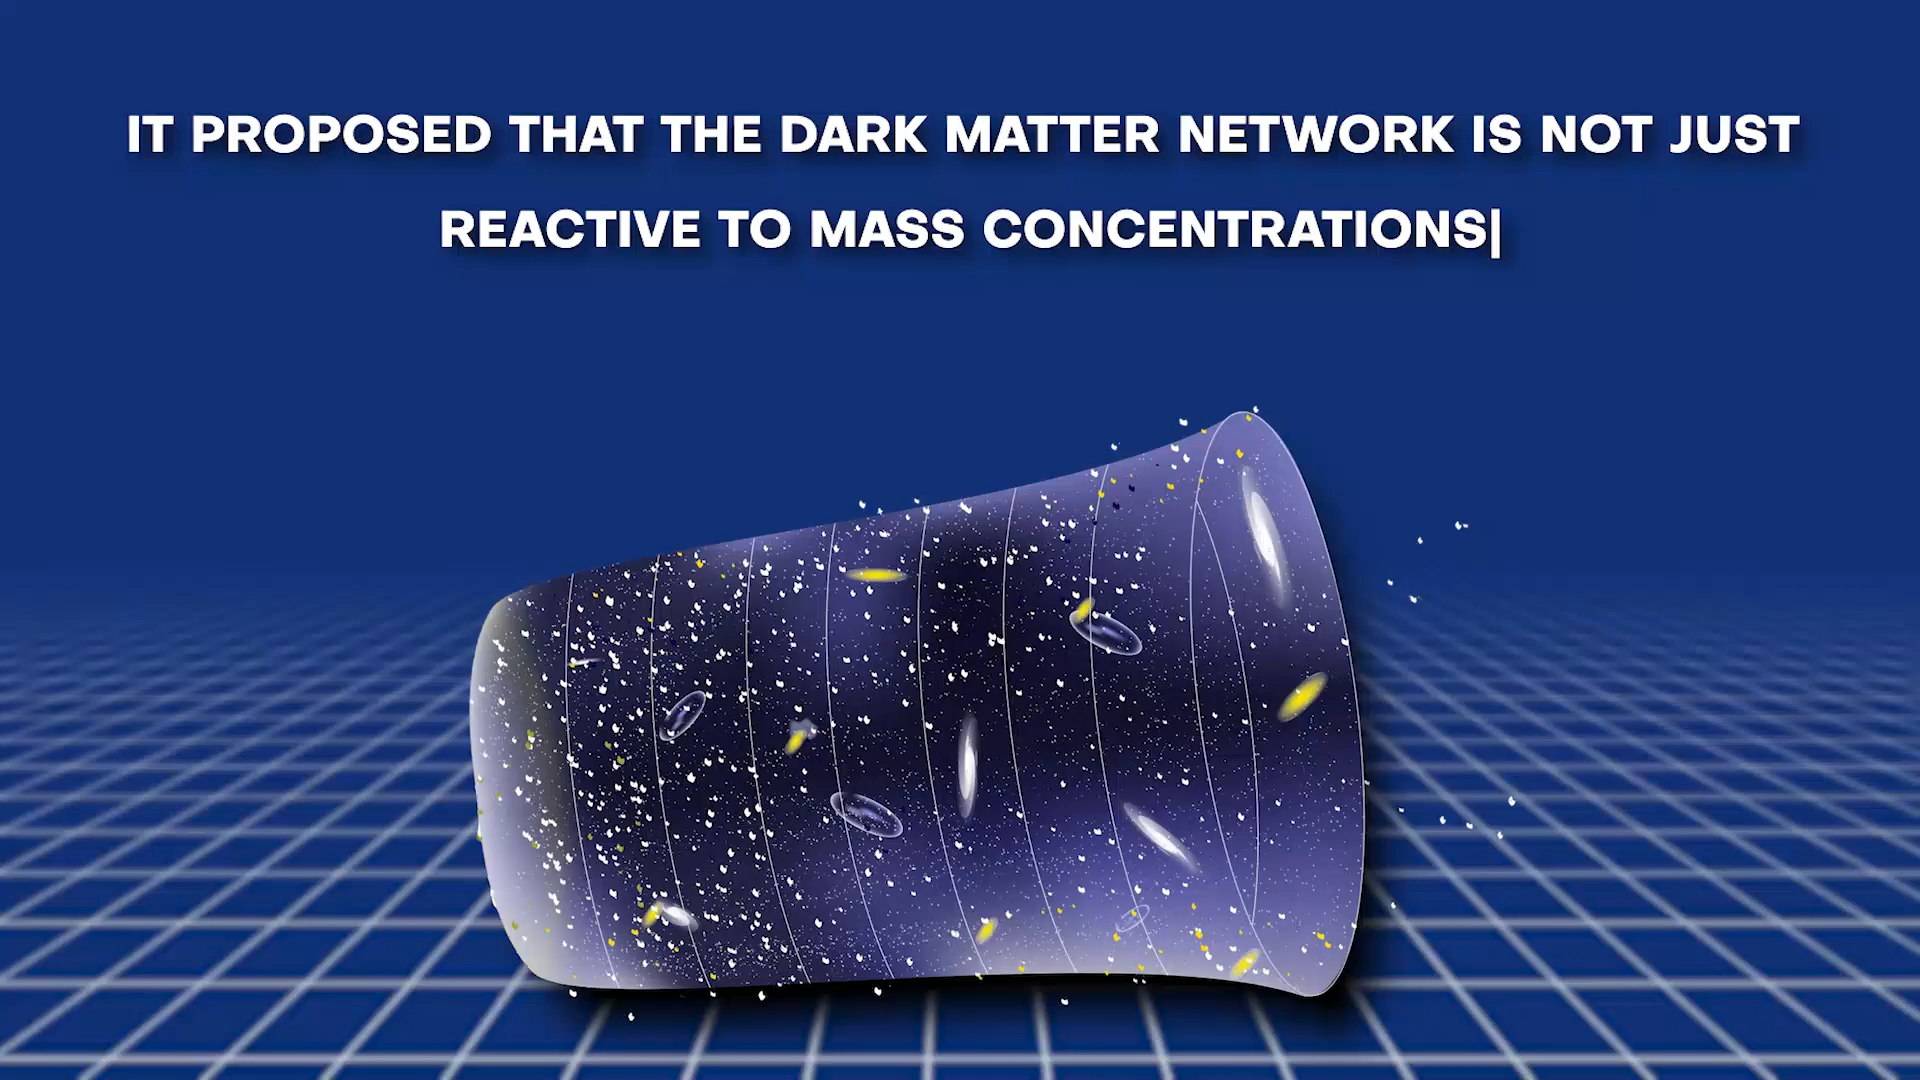 IT PROPOSED THAT THE DARK MATTER NETWORK IS NOT JUST
REACTIVE TO MASS CONCENTRATIONS|